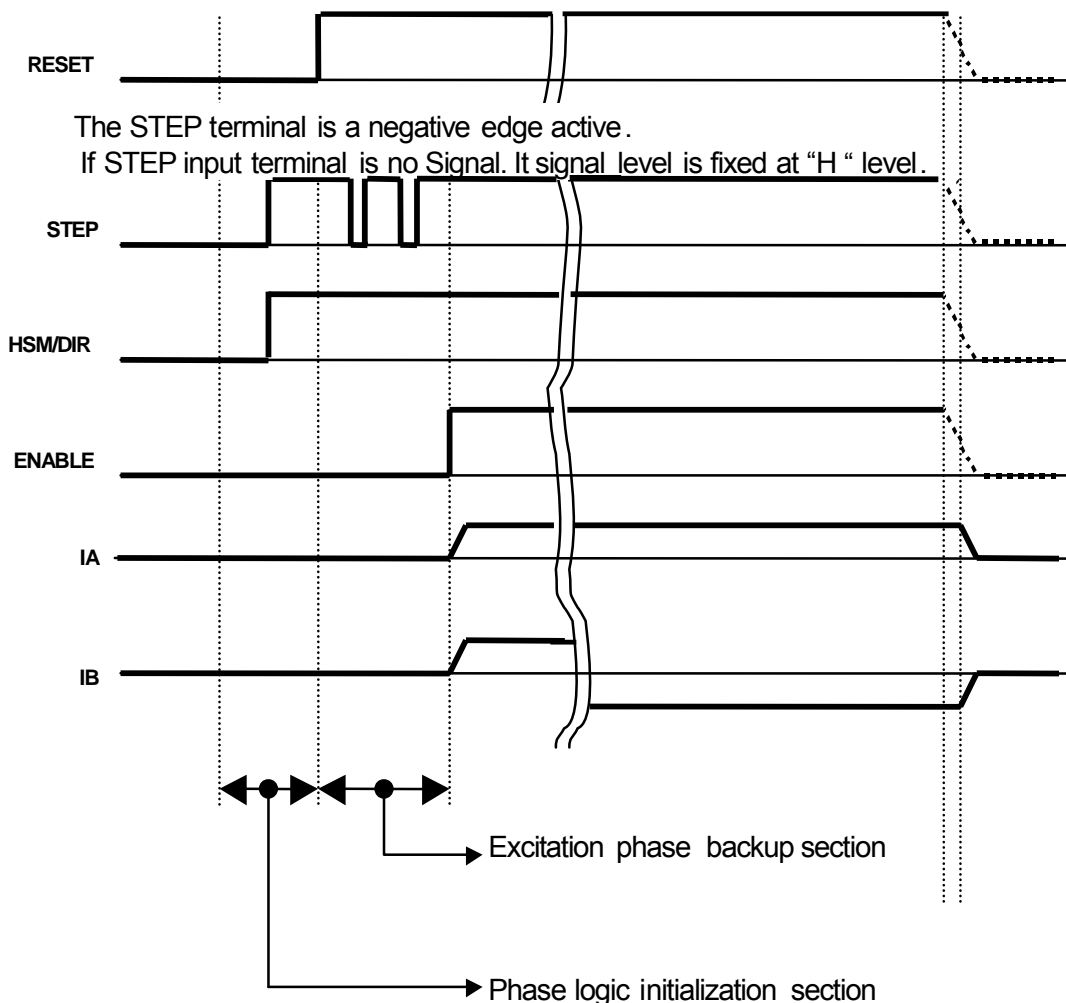 RESET
The STEP terminal is a negative edge active.
If STEP input terminal is no Signal. It signal level is fixed at “H “ level.
STEP
HSM/DIR
ENABLE
IA
IB
Excitation phase backup section
Phase logic initialization section